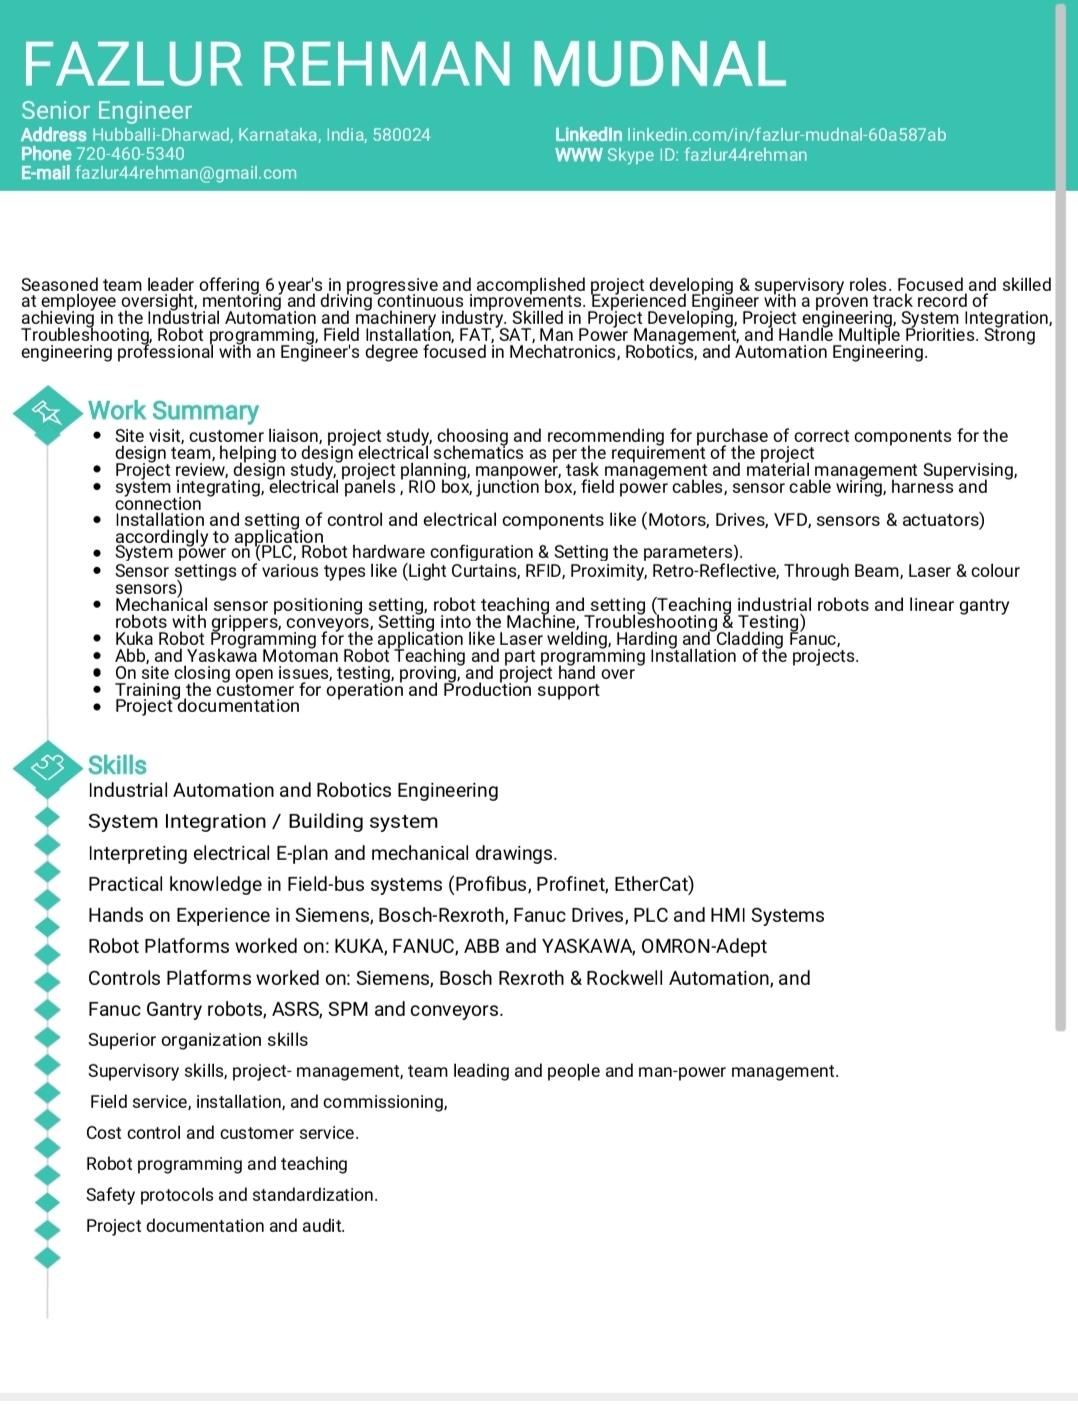 FAZLUR REHMAN MUDNAL
Senior Engineer
Address Hubballi-Dharwad, Karnataka, India, 580024
Phone 720-460-5340
E-mail fazlur44rehman@gmail.com
LinkedIn linkedin.com/in/fazlur-mudnal-60a587ab
WWW Skype ID: fazlur44rehman
Seasoned team leader offering 6 year's in progressive and accomplished project developing & supervisory roles. Focused and skilled
at employee oversight, mentoring and driving continuous improvements. Experienced Engineer with a proven track record of
achieving in the Industrial Automation and machinery industry. Skilled in Project Developing, Project engineering, System Integration,
Troubleshooting, Robot programming, Field Installation, FAT, SAT, Man Power Management, and Handle Multiple Priorities. Strong
engineering professional with an Engineer's degree focused in Mechatronics, Robotics, and Automation Engineering.
Work Summary
• Site visit, customer liaison, project study, choosing and recommending for purchase of correct components for the
design team, helping to design electrical schematics as per the requirement of the project
• Project review, design study, project planning, manpower, task management and material management Supervising,
• system integrating, electrical panels , RIO box, junction box, field power cables, sensor cable wiring, harness and
connection
• Installation and setting of control and electrical components like (Motors, Drives, VFD, sensors & actuators)
accordingly to application
• System power on (PLC, Robot hardware configuration & Setting the parameters).
• Sensor settings of various types like (Light Curtains, RFID, Proximity, Retro-Reflective, Through Beam, Laser & colour
sensors)
• Mechanical sensor positioning setting, robot teaching and setting (Teaching industrial robots and linear gantry
robots with grippers, conveyors, Setting into the Machine, Troubleshooting & Testing)
• Kuka Robot Programming for the application like Laser welding, Harding and Cladding Fanuc,
• Abb, and Yaskawa Motoman Robot Teaching and part programming Installation of the projects.
• On site closing open issues, testing, proving, and project hand over
• Training the customer for operation and Production support
• Project documentation
Skills
Industrial Automation and Robotics Engineering
System Integration / Building system
Interpreting electrical E-plan and mechanical drawings.
Practical knowledge in Field-bus systems (Profibus, Profinet, EtherCat)
Hands on Experience in Siemens, Bosch-Rexroth, Fanuc Drives, PLC and HMI Systems
Robot Platforms worked on: KUKA, FANUC, ABB and YASKAWA, OMRON-Adept
Controls Platforms worked on: Siemens, Bosch Rexroth & Rockwell Automation, and
Fanuc Gantry robots, ASRS, SPM and conveyors.
Superior organization skills
Supervisory skills, project- management, team leading and people and man-power management.
Field service, installation, and commissioning,
Cost control and customer service.
Robot programming and teaching
Safety protocols and standardization.
Project documentation and audit.